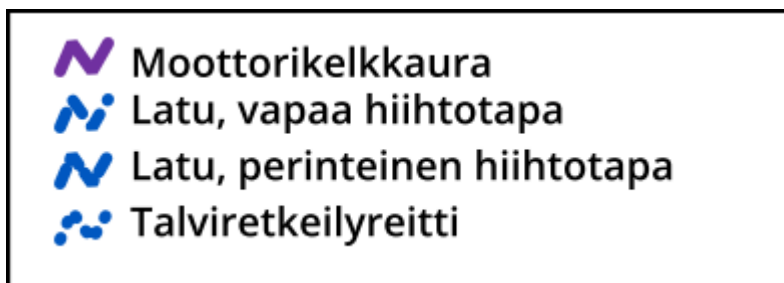 Moottorikelkkaura
Latu, vapaa hiihtotapa
Latu, perinteinen hiihtotapa
Talviretkeilyreitti